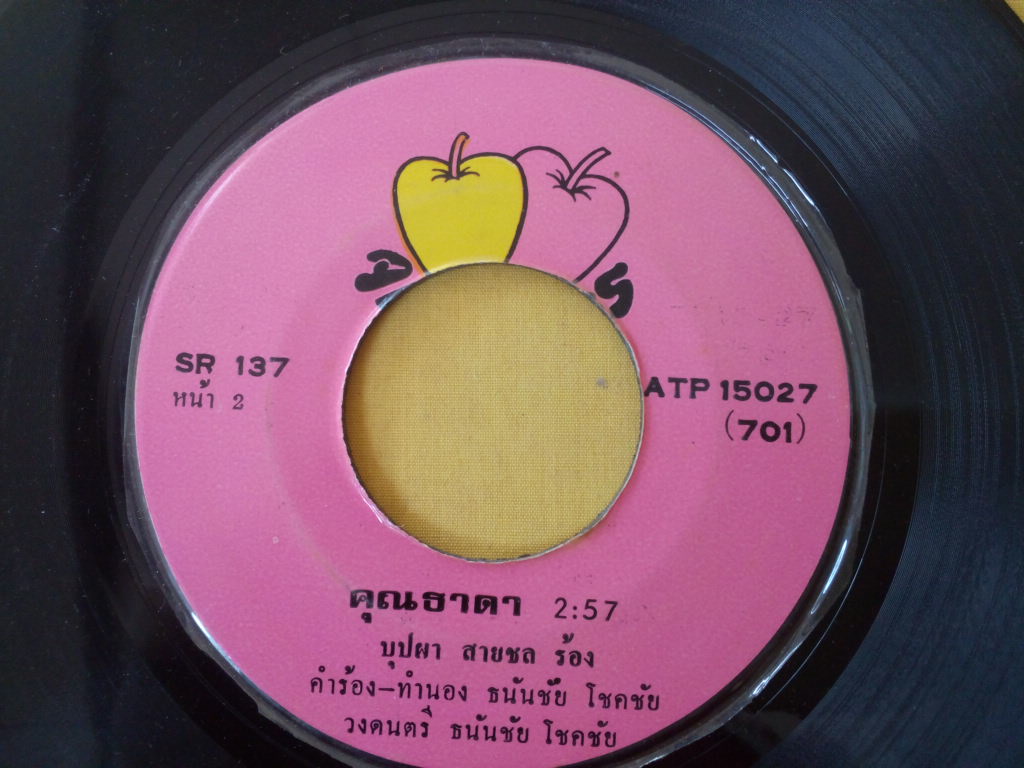 SR 137
หน้า 2
ATP 15027
(701)
คุณธาดา 2:57
บุปผา สายชล ร้อง
คำร้อง-ทำนอง ธนันชัย โชคชัย
วงดนตรี ธนันชัย โชคชัย